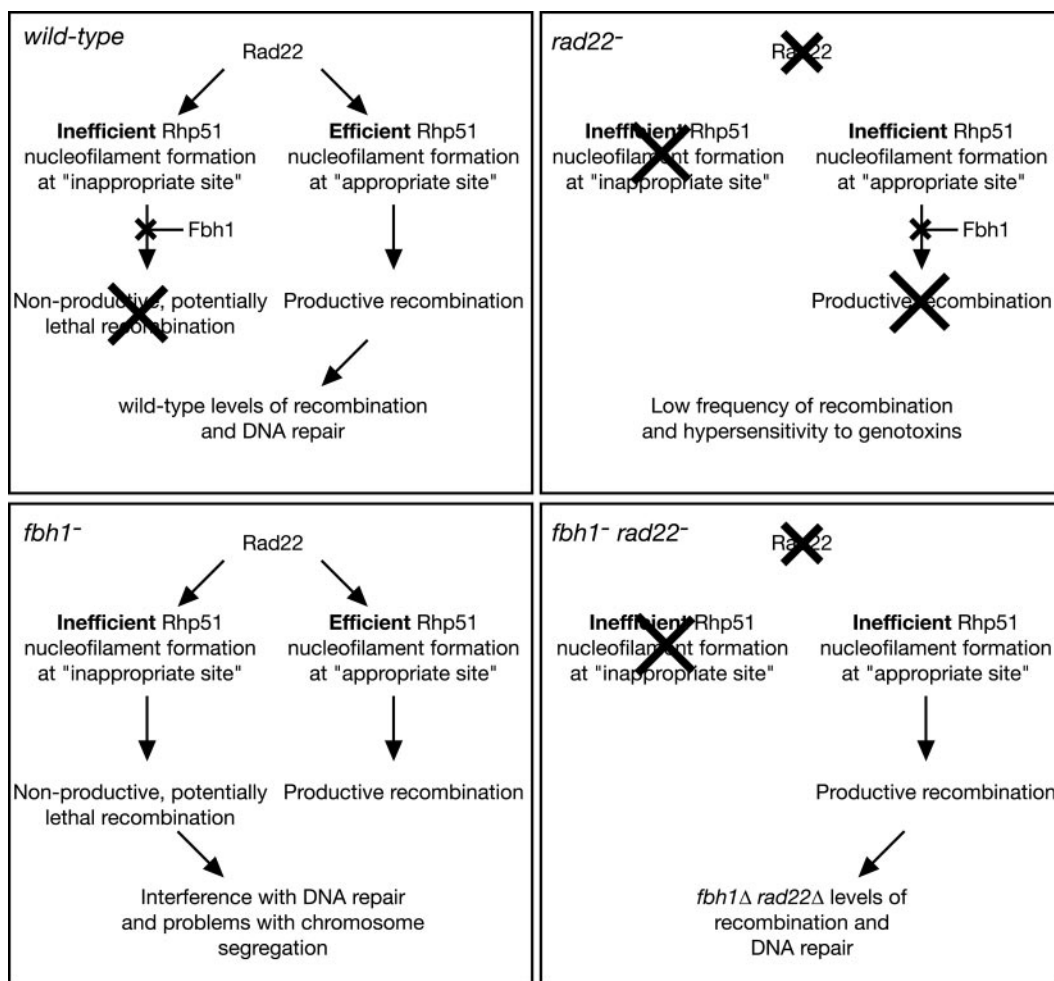 wild-type
Rad22
Inefficient Rhp51
nucleofilament formation
at "inappropriate site"
Efficient Rhp51
nucleofilament formation
at "appropriate site"
Fbh1
Non-productive, potentially
lethal recombination
Productive recombination
wild-type levels of recombination
and DNA repair
rad22-
Rad22
Inefficient Rhp51
nucleofilament formation
at "inappropriate site"
Inefficient Rhp51
nucleofilament formation
at "appropriate site"
Fbh1
Productive recombination
Low frequency of recombination
and hypersensitivity to genotoxins
fbh1-
Rad22
Inefficient Rhp51
nucleofilament formation
at "inappropriate site"
Efficient Rhp51
nucleofilament formation
at "appropriate site"
Non-productive, potentially
lethal recombination
Productive recombination
Interference with DNA repair
and problems with chromosome
segregation
fbh1- rad22-
Rad22
Inefficient Rhp51
nucleofilament formation
at "inappropriate site"
Inefficient Rhp51
nucleofilament formation
at "appropriate site"
Productive recombination
fbh1Δ rad22Δ levels of
recombination and
DNA repair